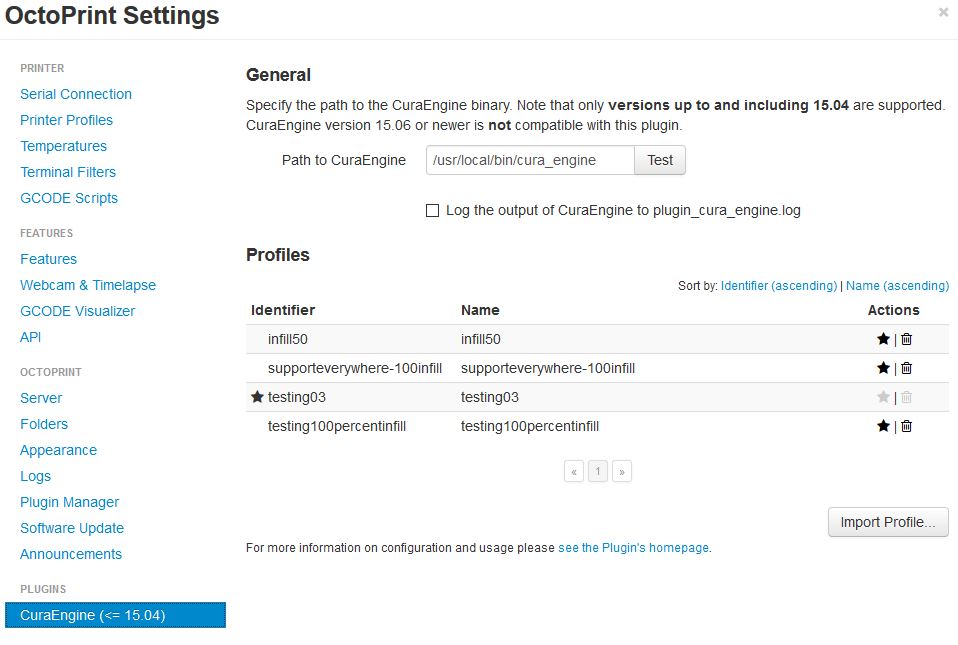 OctoPrint Settings
×
PRINTER
Serial Connection
Printer Profiles
Temperatures
Terminal Filters
GCODE Scripts
FEATURES
Features
Webcam & Timelapse
GCODE Visualizer
API
OCTOPRINT
Server
Folders
Appearance
Logs
Plugin Manager
Software Update
Announcements
PLUGINS
CuraEngine (<= 15.04)
General
Specify the path to the CuraEngine binary. Note that only versions up to and including 15.04 are supported.
CuraEngine version 15.06 or newer is not compatible with this plugin.
Path to CuraEngine /usr/local/bin/cura_engine Test
Log the output of CuraEngine to plugin_cura_engine.log
Profiles
Sort by: Identifier (ascending) | Name (ascending)
Identifier Name Actions
infill50 infill50 |
supporteverywhere-100infill supporteverywhere-100infill |
testing03 testing03 |
testing100percentinfill testing100percentinfill |
« 1 »
Import Profile...
For more information on configuration and usage please see the Plugin's homepage.